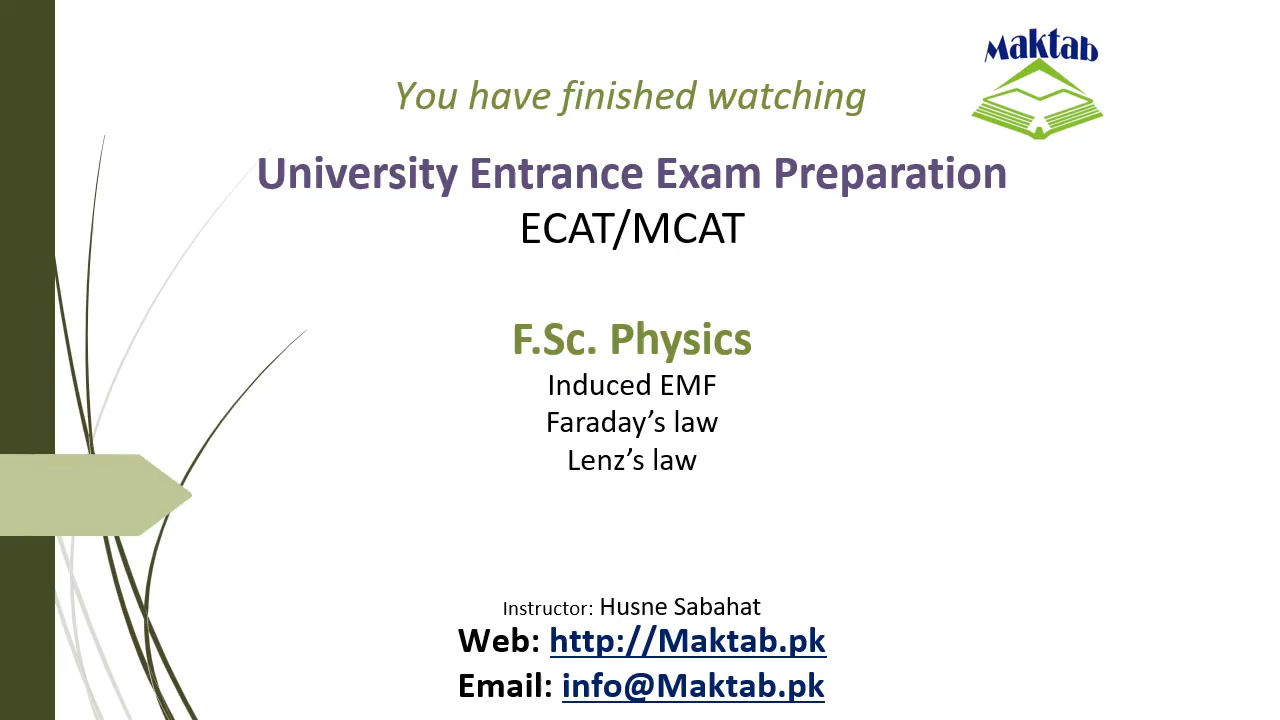 Maktab
You have finished watching
University Entrance Exam Preparation
ECAT/MCAT
F.Sc. Physics
Induced EMF
Faraday’s law
Lenz’s law
Instructor: Husne Sabahat
Web: http://Maktab.pk
Email: info@Maktab.pk